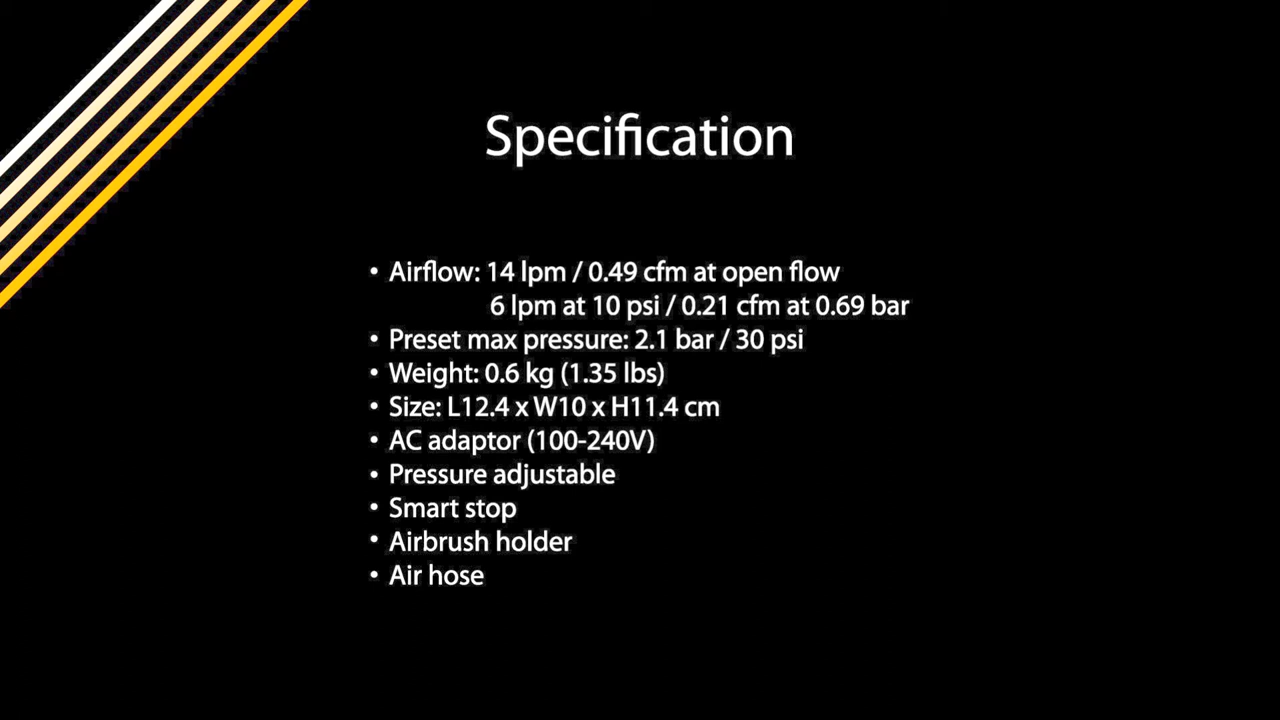 Specification
• Airflow: 14 lpm / 0.49 cfm at open flow
6 lpm at 10 psi / 0.21 cfm at 0.69 bar
• Preset max pressure: 2.1 bar / 30 psi
• Weight: 0.6 kg (1.35 lbs)
• Size: L12.4 x W10 x H11.4 cm
• AC adaptor (100-240V)
• Pressure adjustable
• Smart stop
• Airbrush holder
• Air hose